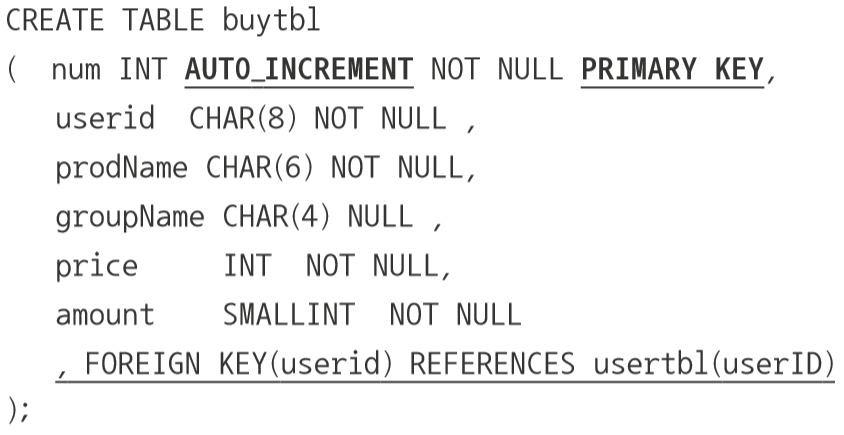 CREATE TABLE buytbl
( num INT AUTO_INCREMENT NOT NULL PRIMARY KEY,
userid CHAR(8) NOT NULL ,
prodName CHAR(6) NOT NULL,
groupName CHAR(4) NULL ,
price INT NOT NULL,
amount SMALLINT NOT NULL
, FOREIGN KEY(userid) REFERENCES usertbl(userID)
);